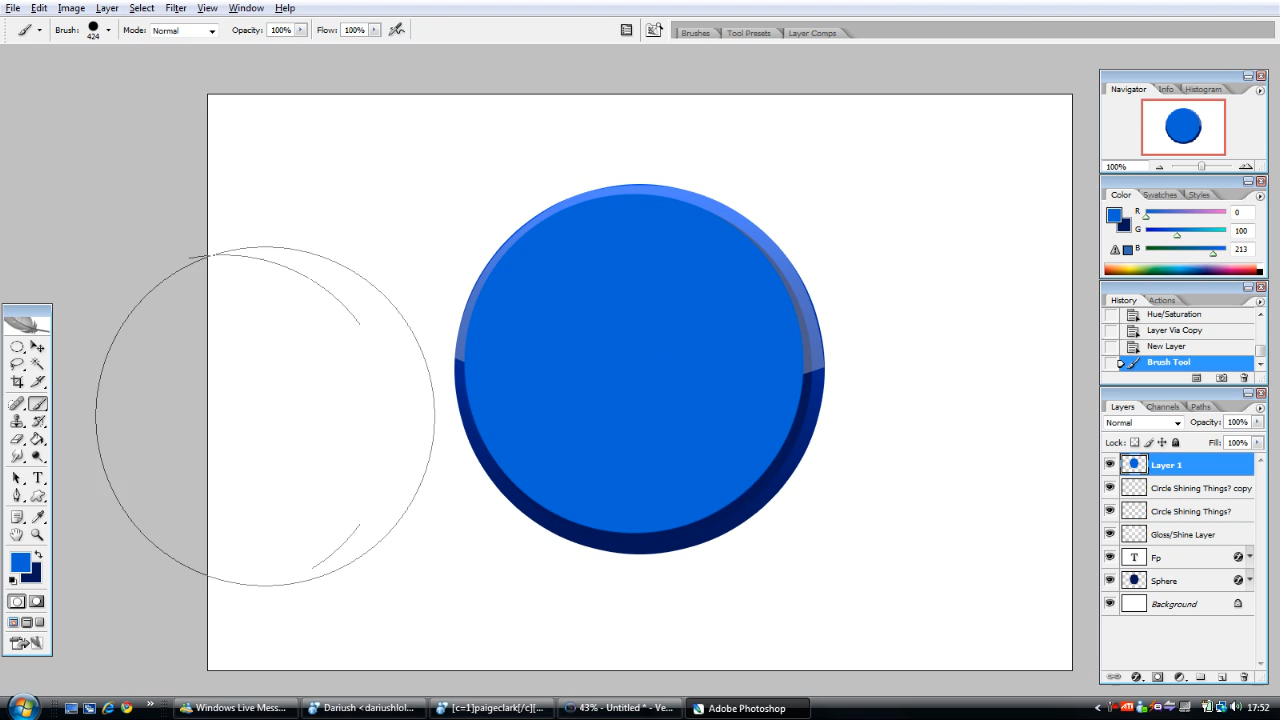 File Edit Image Layer Select Filter View Window Help
Brush: 424 Mode: Normal Opacity: 100% Flow: 100% Brushes Tool Presets Layer Comps
Navigator Info Histogram
100%
Color Swatches Styles
R 0
G 100
B 213
History Actions
Hue/Saturation
Layer Via Copy
New Layer
Brush Tool
Layers Channels Paths
Normal Opacity: 100%
Lock: Fill: 100%
Layer 1
Circle Shining Things? copy
Circle Shining Things?
Gloss/Shine Layer
T Fp
Sphere
Background
Windows Live Mess... Dariush <dariushlo... [c=1]paigeclark[/c][... 43% - Untitled * - Ve... Adobe Photoshop 17:52